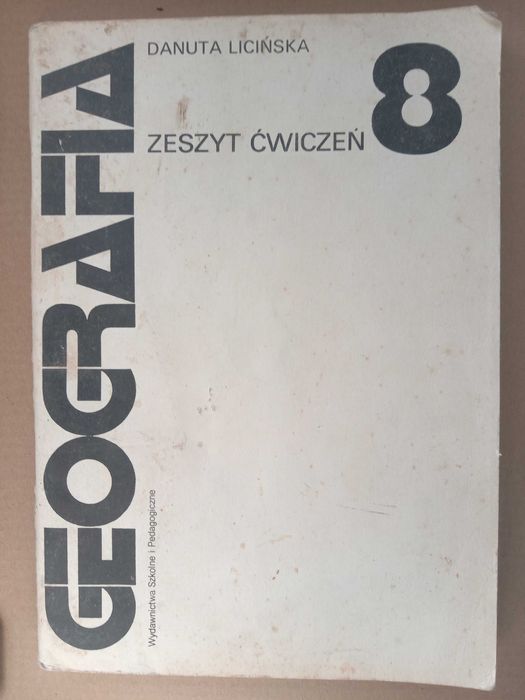 DANUTA LICIŃSKA
ZESZYT ĆWICZEŃ
8
GEOGRAFIA
Wydawnictwa Szkolne i Pedagogiczne